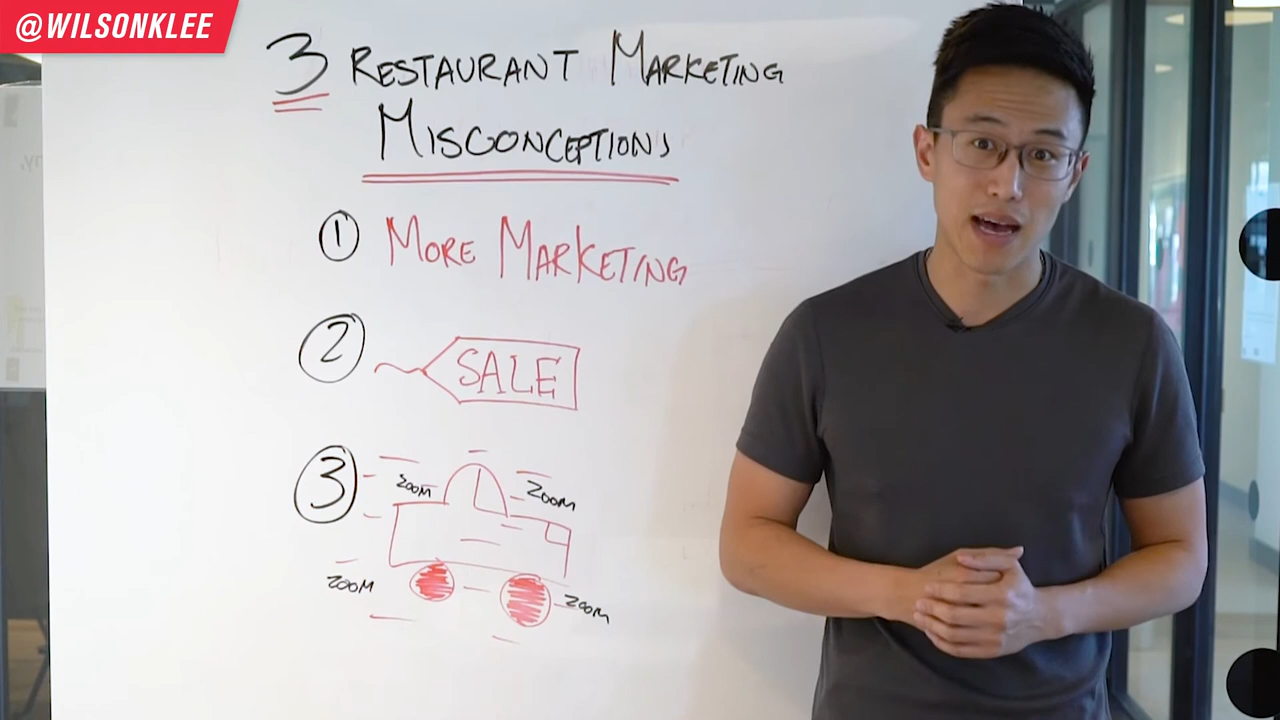 @WILSONKLEE
3 RESTAURANT MARKETING
MISCONCEPTIONS
1 MORE MARKETING
2 SALE
3
ZOOM ZOOM
ZOOM ZOOM